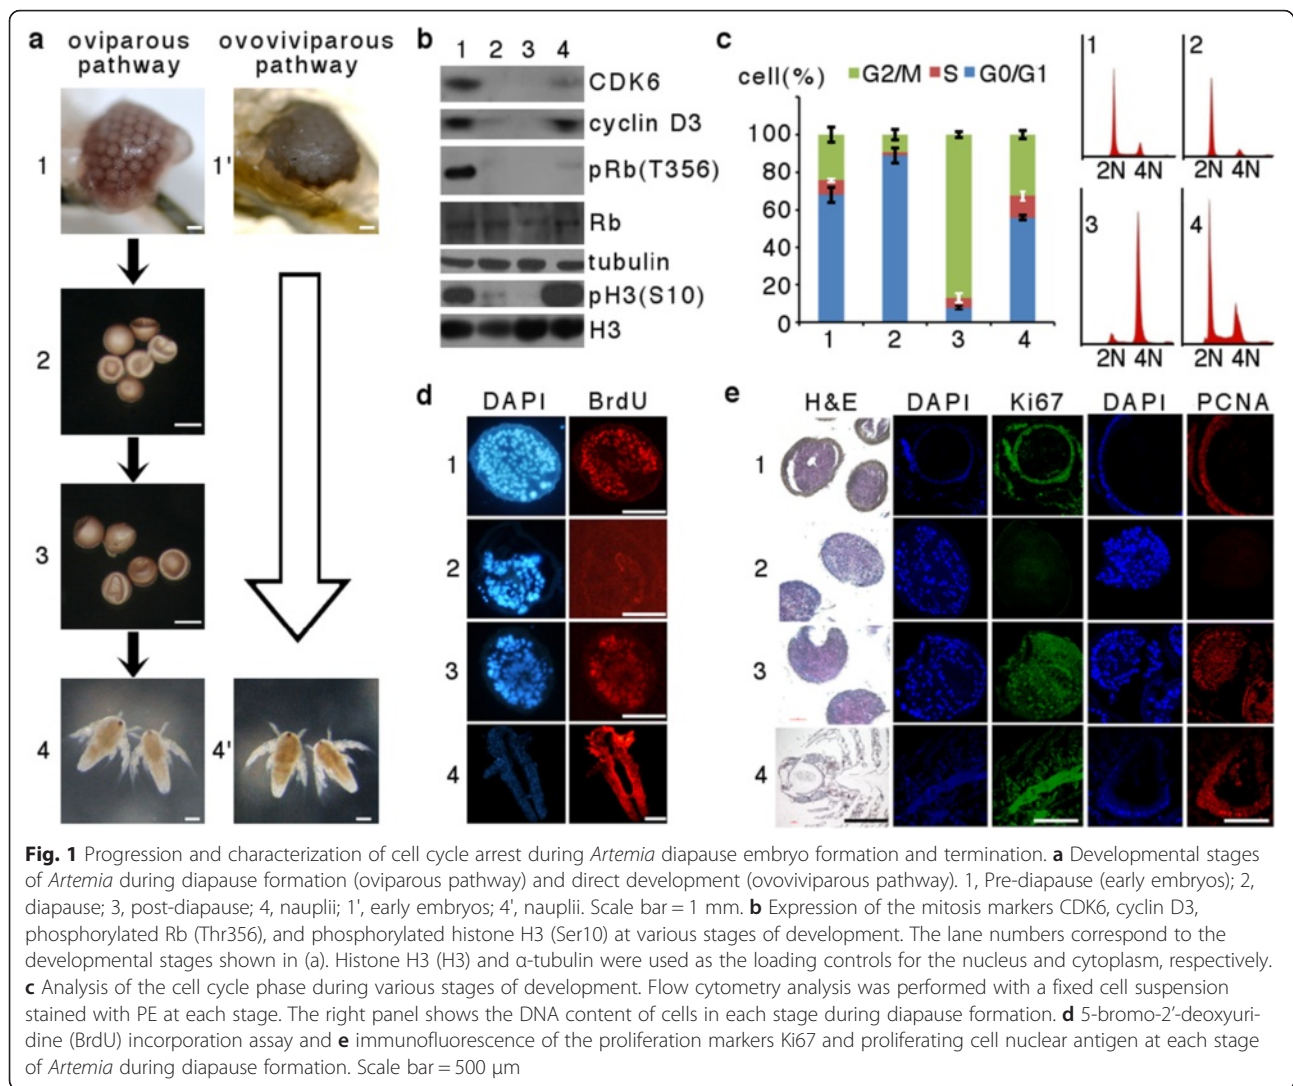 a
oviparous
pathway
ovoviviparous
pathway
1
1'
2
3
4
4'
b
1 2 3 4
CDK6
cyclin D3
pRb(T356)
Rb
tubulin
pH3(S10)
H3
c
G2/M S G0/G1
cell(%)
100
80
60
40
20
0
1 2 3 4
1
2N 4N
2
2N 4N
3
2N 4N
4
2N 4N
d
DAPI BrdU
1
2
3
4
e
H&E DAPI Ki67 DAPI PCNA
1
2
3
4
Fig. 1 Progression and characterization of cell cycle arrest during Artemia diapause embryo formation and termination. a Developmental stages
of Artemia during diapause formation (oviparous pathway) and direct development (ovoviviparous pathway). 1, Pre-diapause (early embryos); 2,
diapause; 3, post-diapause; 4, nauplii; 1', early embryos; 4', nauplii. Scale bar = 1 mm. b Expression of the mitosis markers CDK6, cyclin D3,
phosphorylated Rb (Thr356), and phosphorylated histone H3 (Ser10) at various stages of development. The lane numbers correspond to the
developmental stages shown in (a). Histone H3 (H3) and α-tubulin were used as the loading controls for the nucleus and cytoplasm, respectively.
c Analysis of the cell cycle phase during various stages of development. Flow cytometry analysis was performed with a fixed cell suspension
stained with PE at each stage. The right panel shows the DNA content of cells in each stage during diapause formation. d 5-bromo-2'-deoxyuri-
dine (BrdU) incorporation assay and e immunofluorescence of the proliferation markers Ki67 and proliferating cell nuclear antigen at each stage
of Artemia during diapause formation. Scale bar = 500 μm